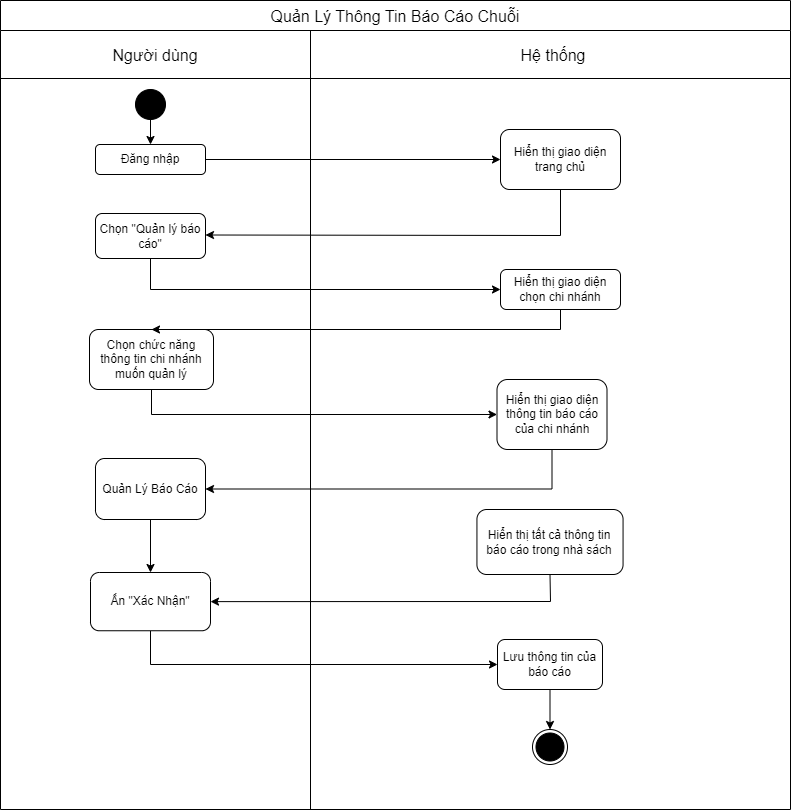 Quản Lý Thông Tin Báo Cáo Chuỗi
Người dùng
Hệ thống
Đăng nhập
Hiển thị giao diện
trang chủ
Chọn "Quản lý báo
cáo"
Hiển thị giao diện
chọn chi nhánh
Chọn chức năng
thông tin chi nhánh
muốn quản lý
Hiển thị giao diện
thông tin báo cáo
của chi nhánh
Quản Lý Báo Cáo
Hiển thị tất cả thông tin
báo cáo trong nhà sách
Ấn "Xác Nhận"
Lưu thông tin của
báo cáo